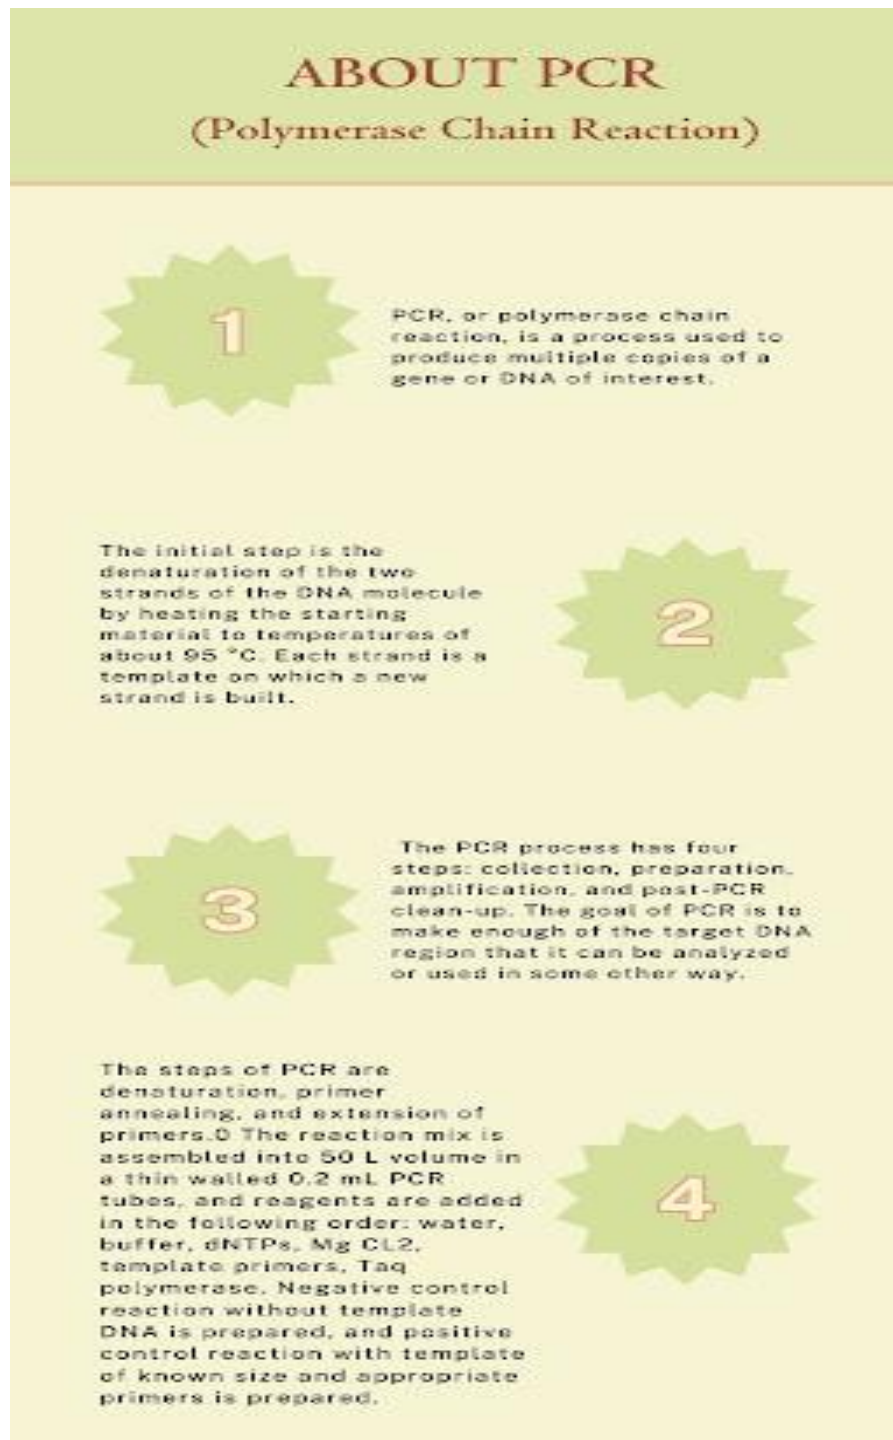 ABOUT PCR
(Polymerase Chain Reaction)
1
PCR, or polymerase chain
reaction, is a process used to
produce multiple copies of a
gene or DNA of interest.
The initial step is the
denaturation of the two
strands of the DNA molecule
by heating the starting
material to temperatures of
about 95 °C. Each strand is a
template on which a new
strand is built.
2
3
The PCR process has four
steps: collection, preparation,
amplification, and post-PCR
clean-up. The goal of PCR is to
make enough of the target DNA
region that it can be analyzed
or used in some other way.
The steps of PCR are
denaturation, primer
annealing, and extension of
primers.0 The reaction mix is
assembled into 50 L volume in
a thin walled 0.2 mL PCR
tubes, and reagents are added
in the following order: water,
buffer, dNTPs, Mg CL2,
template primers, Taq
polymerase. Negative control
reaction without template
DNA is prepared, and positive
control reaction with template
of known size and appropriate
primers is prepared.
4